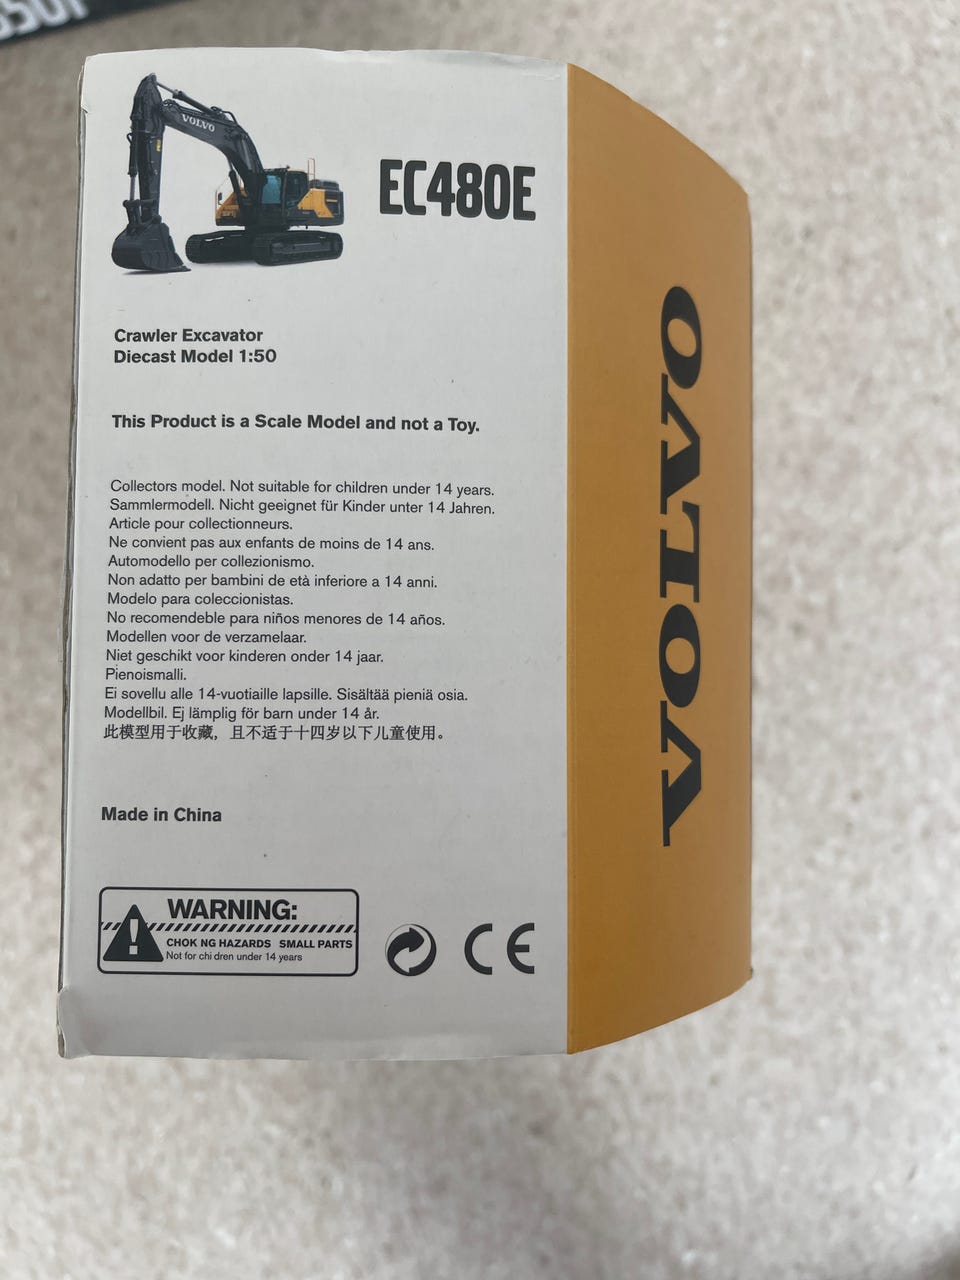 VOLVO
EC480E
Crawler Excavator
Diecast Model 1:50
This Product is a Scale Model and not a Toy.
Collectors model. Not suitable for children under 14 years.
Sammlermodell. Nicht geeignet für Kinder unter 14 Jahren.
Article pour collectionneurs.
Ne convient pas aux enfants de moins de 14 ans.
Automodello per collezionismo.
Non adatto per bambini de età inferiore a 14 anni.
Modelo para coleccionistas.
No recomendeble para niños menores de 14 años.
Modellen voor de verzamelaar.
Niet geschikt voor kinderen onder 14 jaar.
Pienoismalli.
Ei sovellu alle 14-vuotiaille lapsille. Sisältää pieniä osia.
Modellbil. Ej lämplig för barn under 14 år.
此模型用于收藏，且不适于十四岁以下儿童使用。
Made in China
WARNING:
CHOK NG HAZARDS SMALL PARTS
Not for chi dren under 14 years
CE
VOLVO